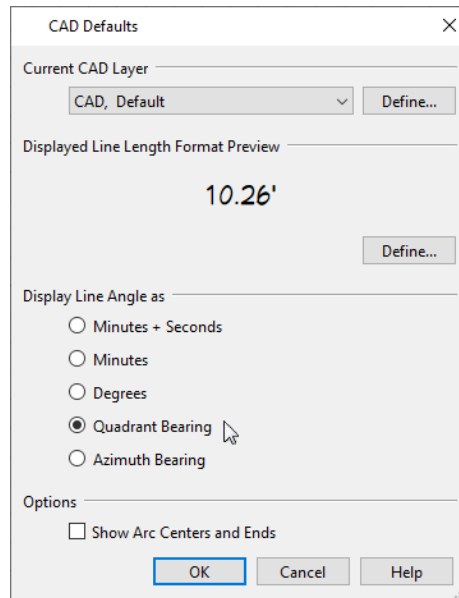 CAD Defaults
Current CAD Layer
CAD,  Default
Define...
Displayed Line Length Format Preview
10.26'
Define...
Display Line Angle as
Minutes + Seconds
Minutes
Degrees
Quadrant Bearing
Azimuth Bearing
Options
Show Arc Centers and Ends
OK Cancel Help